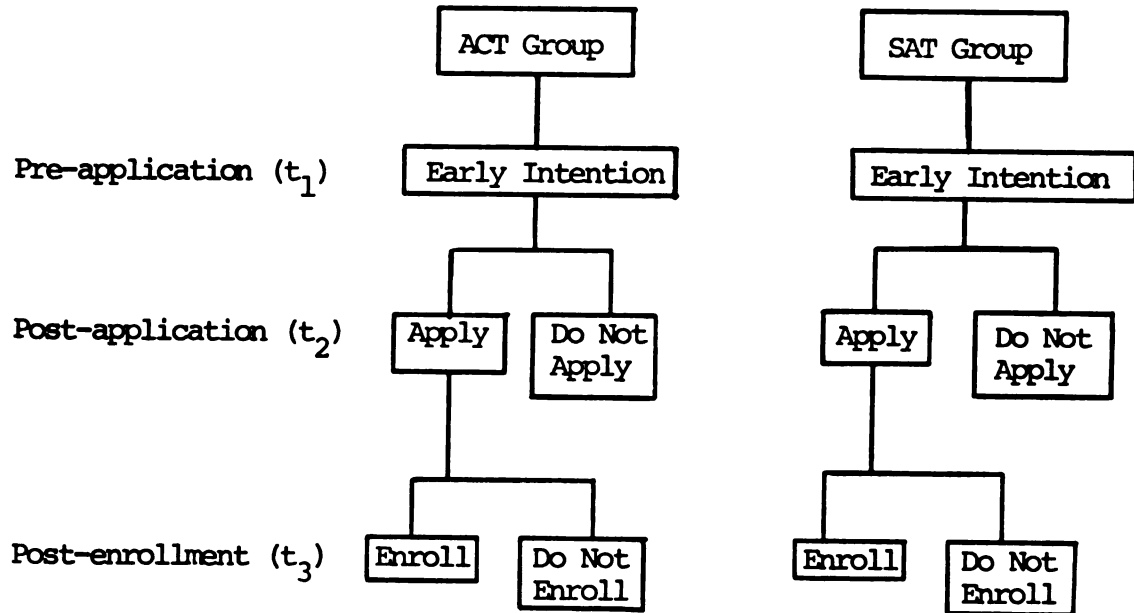 ACT Group SAT Group
Pre-application (t₁) Early Intention Early Intention
Post-application (t₂) Apply Do Not Apply Apply Do Not Apply
Post-enrollment (t₃) Enroll Do Not Enroll Enroll Do Not Enroll